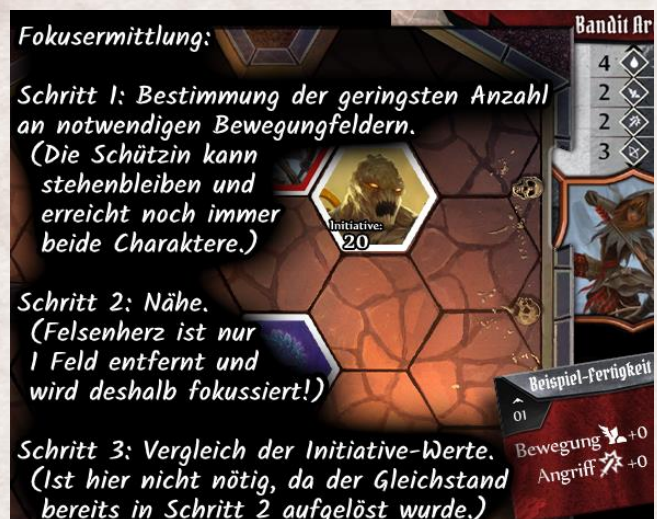 Fokusermittlung:
Bandit Ar
4
2
2
3
Schritt 1: Bestimmung der geringsten Anzahl
an notwendigen Bewegungfeldern.
(Die Schützin kann
stehenbleiben und
erreicht noch immer
beide Charaktere.)
Initiative:
20
Schritt 2: Nähe.
(Felsenherz ist nur
1 Feld entfernt und
wird deshalb fokussiert!)
Beispiel-Fertigkeit
01
Bewegung +0
Angriff +0
Schritt 3: Vergleich der Initiative-Werte.
(Ist hier nicht nötig, da der Gleichstand
bereits in Schritt 2 aufgelöst wurde.)